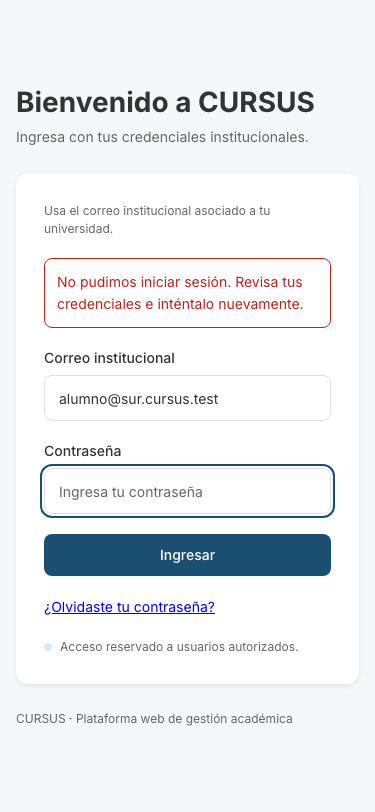 Bienvenido a CURSUS
Ingresa con tus credenciales institucionales.
Usa el correo institucional asociado a tu
universidad.
No pudimos iniciar sesión. Revisa tus
credenciales e inténtalo nuevamente.
Correo institucional
alumno@sur.cursus.test
Contraseña
Ingresa tu contraseña
Ingresar
¿Olvidaste tu contraseña?
Acceso reservado a usuarios autorizados.
CURSUS · Plataforma web de gestión académica